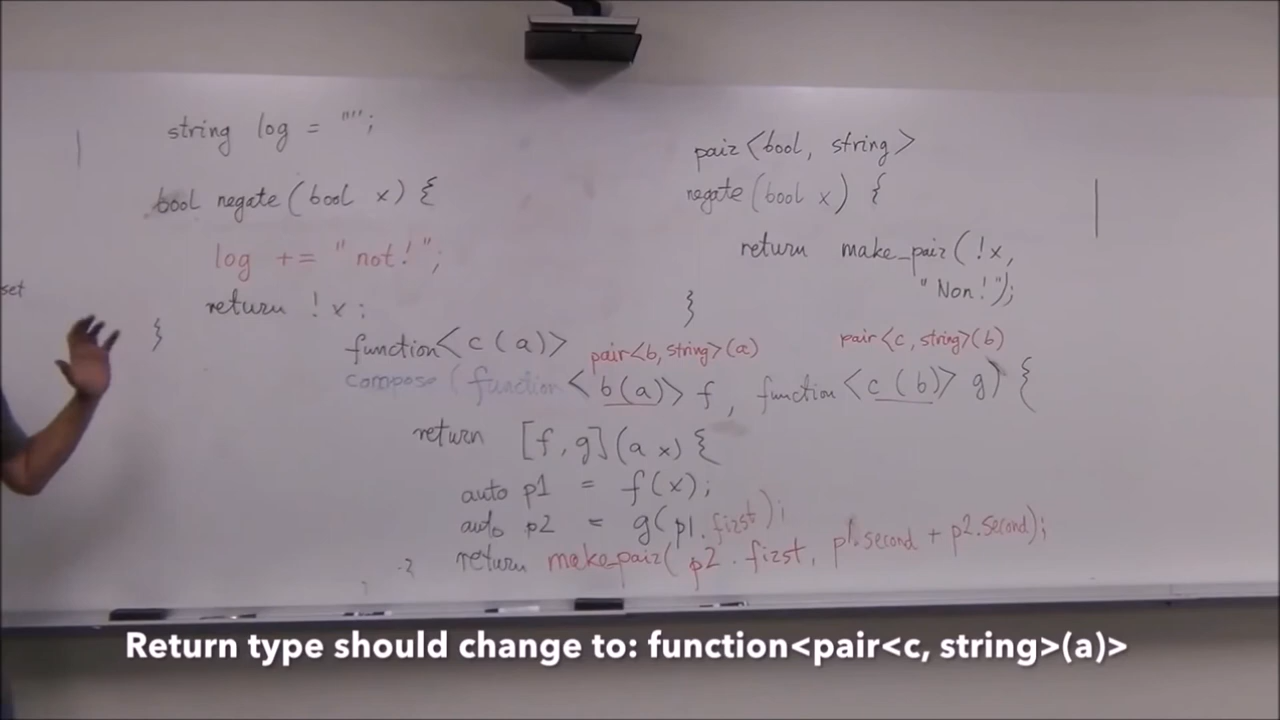 string log = "";
bool negate (bool x) {
log += "not!";
return !x;
}
set
pair<bool, string>
negate (bool x) {
return make_pair(!x,
"Non!");
}
function<c(a)>
pair<b, string>(a)
pair<c, string>(b)
compose (function<b(a)> f, function<c(b)> g) {
return [f,g](a x) {
auto p1 = f(x);
auto p2 = g(p1.first);
return make_pair(p2.first, p1.second + p2.second);
Return type should change to: function<pair<c, string>(a)>